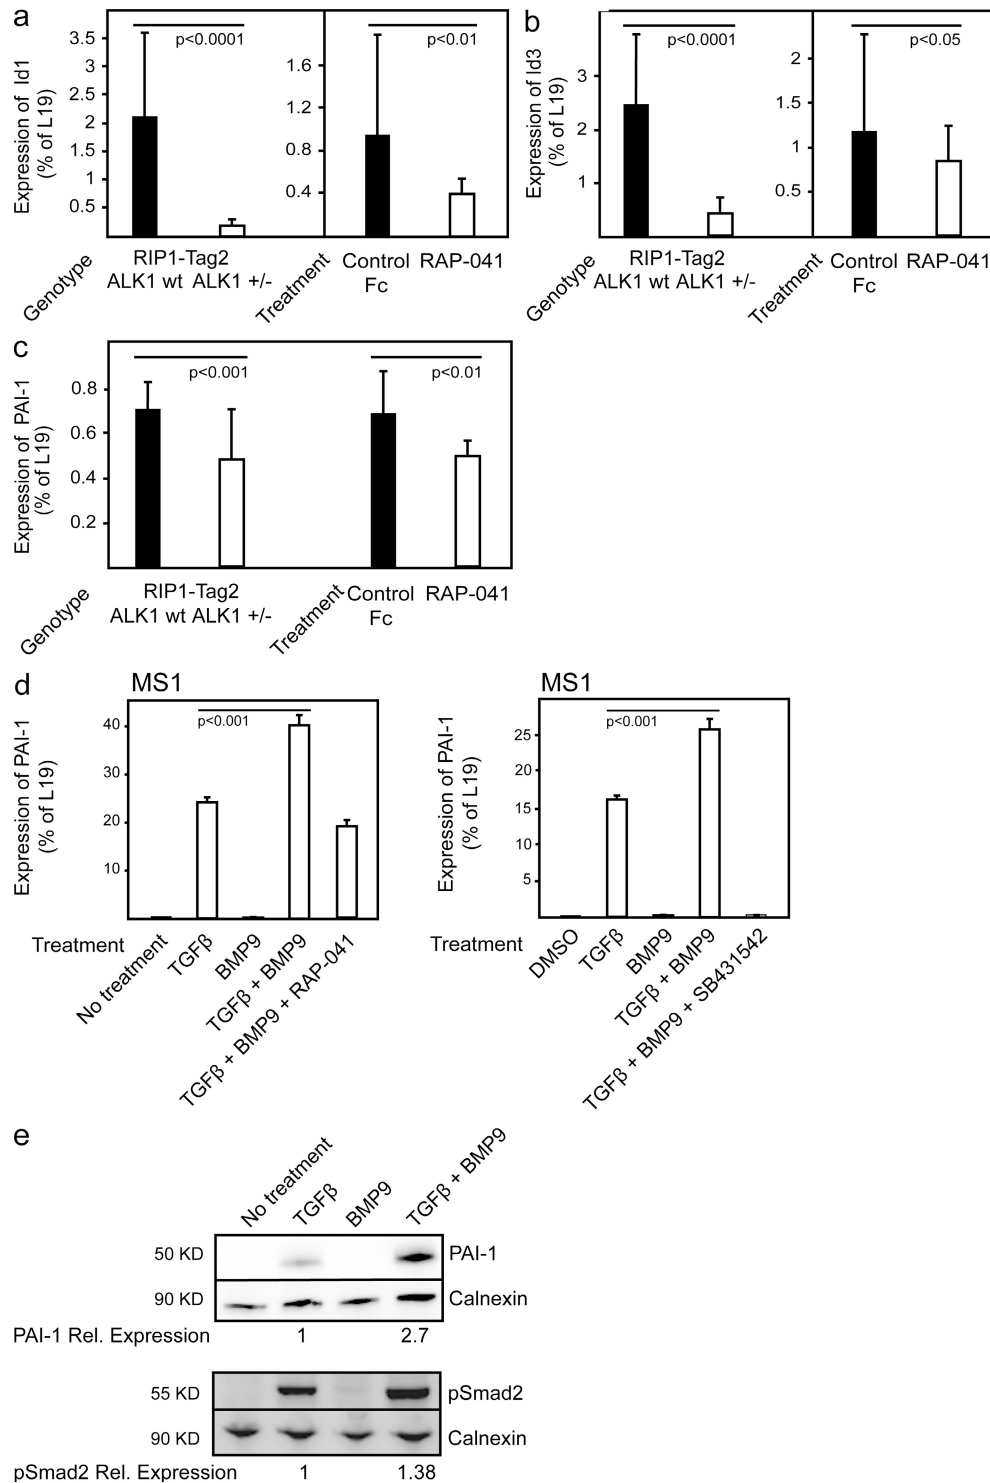 a
Expression of Id1
(% of L19)
3.5
3
2.5
2
1.5
1
0.5
p<0.0001
1.6
1.2
0.8
0.4
p<0.01
Genotype
RIP1-Tag2
ALK1 wt ALK1 +/-
Treatment
Control RAP-041
Fc
b
Expression of Id3
(% of L19)
3
2
1
p<0.0001
2
1.5
1
0.5
p<0.05
Genotype
RIP1-Tag2
ALK1 wt ALK1 +/-
Treatment
Control RAP-041
Fc
c
Expression of PAI-1
(% of L19)
0.8
0.6
0.4
0.2
p<0.001
p<0.01
Genotype
RIP1-Tag2
ALK1 wt ALK1 +/-
Treatment
Control RAP-041
Fc
d
MS1
Expression of PAI-1
(% of L19)
40
30
20
10
p<0.001
Treatment
No treatment
TGFβ
BMP9
TGFβ + BMP9
TGFβ + BMP9 + RAP-041
MS1
Expression of PAI-1
(% of L19)
25
20
15
10
5
p<0.001
Treatment
DMSO
TGFβ
BMP9
TGFβ + BMP9
TGFβ + BMP9 + SB431542
e
No treatment
TGFβ
BMP9
TGFβ + BMP9
50 KD PAI-1
90 KD Calnexin
PAI-1 Rel. Expression 1 2.7
55 KD pSmad2
90 KD Calnexin
pSmad2 Rel. Expression 1 1.38